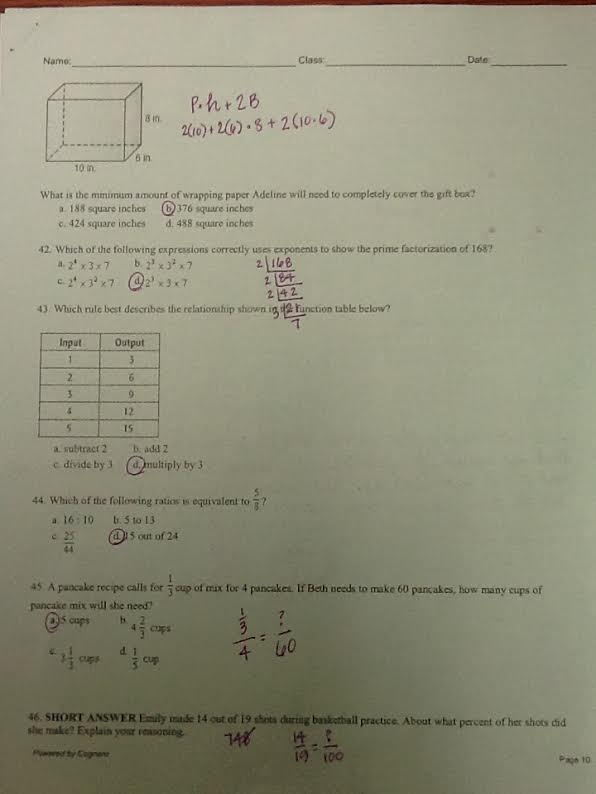 Name: Class: Date:
8 in.
6 in.
10 in.
P·h + 2B
2(10)+2(6)·8 + 2(10·6)
What is the minimum amount of wrapping paper Adeline will need to completely cover the gift box?
a. 188 square inches b. 376 square inches
c. 424 square inches d. 488 square inches
42. Which of the following expressions correctly uses exponents to show the prime factorization of 168?
a. 2⁴ x 3 x 7 b. 2³ x 3² x 7
c. 2⁴ x 3² x 7 d. 2³ x 3 x 7
2 168
2 84
2 42
3 21
7
43. Which rule best describes the relationship shown in the function table below?
Input Output
1 3
2 6
3 9
4 12
5 15
a. subtract 2 b. add 2
c. divide by 3 d. multiply by 3
44. Which of the following ratios is equivalent to 5/8?
a. 16 : 10 b. 5 to 13
c. 25/44 d. 15 out of 24
45. A pancake recipe calls for 1/3 cup of mix for 4 pancakes. If Beth needs to make 60 pancakes, how many cups of
pancake mix will she need?
a. 5 cups b. 4 2/3 cups
c. 3 1/3 cups d. 1/5 cup
1/3 / 4 = ? / 60
46. SHORT ANSWER Emily made 14 out of 19 shots during basketball practice. About what percent of her shots did
she make? Explain your reasoning.
14/19 = ?/100
Powered by Cognero Page 10